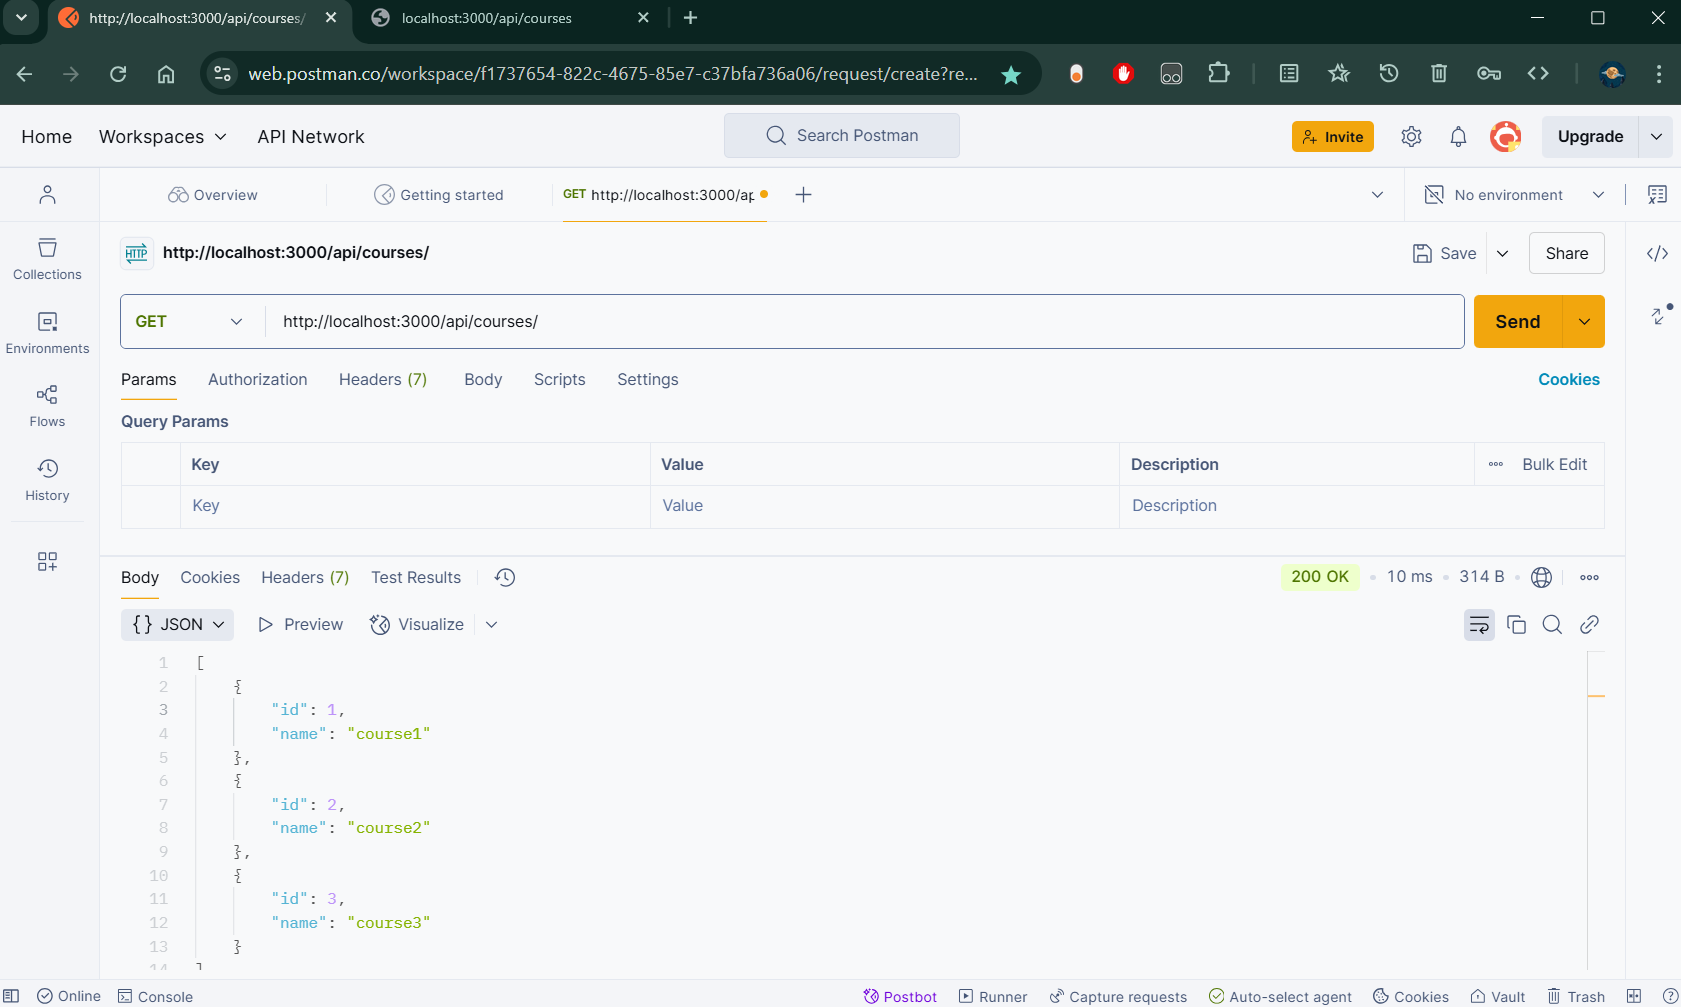 http://localhost:3000/api/courses/
localhost:3000/api/courses
web.postman.co/workspace/f1737654-822c-4675-85e7-c37bfa736a06/request/create?re...
Home Workspaces API Network Search Postman Invite Upgrade
Overview Getting started GET http://localhost:3000/ap No environment
HTTP http://localhost:3000/api/courses/ Save Share
Collections
GET http://localhost:3000/api/courses/ Send
Environments
Params Authorization Headers (7) Body Scripts Settings Cookies
Flows
Query Params
Key Value Description Bulk Edit
History
Key Value Description
Body Cookies Headers (7) Test Results 200 OK 10 ms 314 B
{} JSON Preview Visualize
1 [
2 {
3 "id": 1,
4 "name": "course1"
5 },
6 {
7 "id": 2,
8 "name": "course2"
9 },
10 {
11 "id": 3,
12 "name": "course3"
13 }
14 ]
Online Console Postbot Runner Capture requests Auto-select agent Cookies Vault Trash